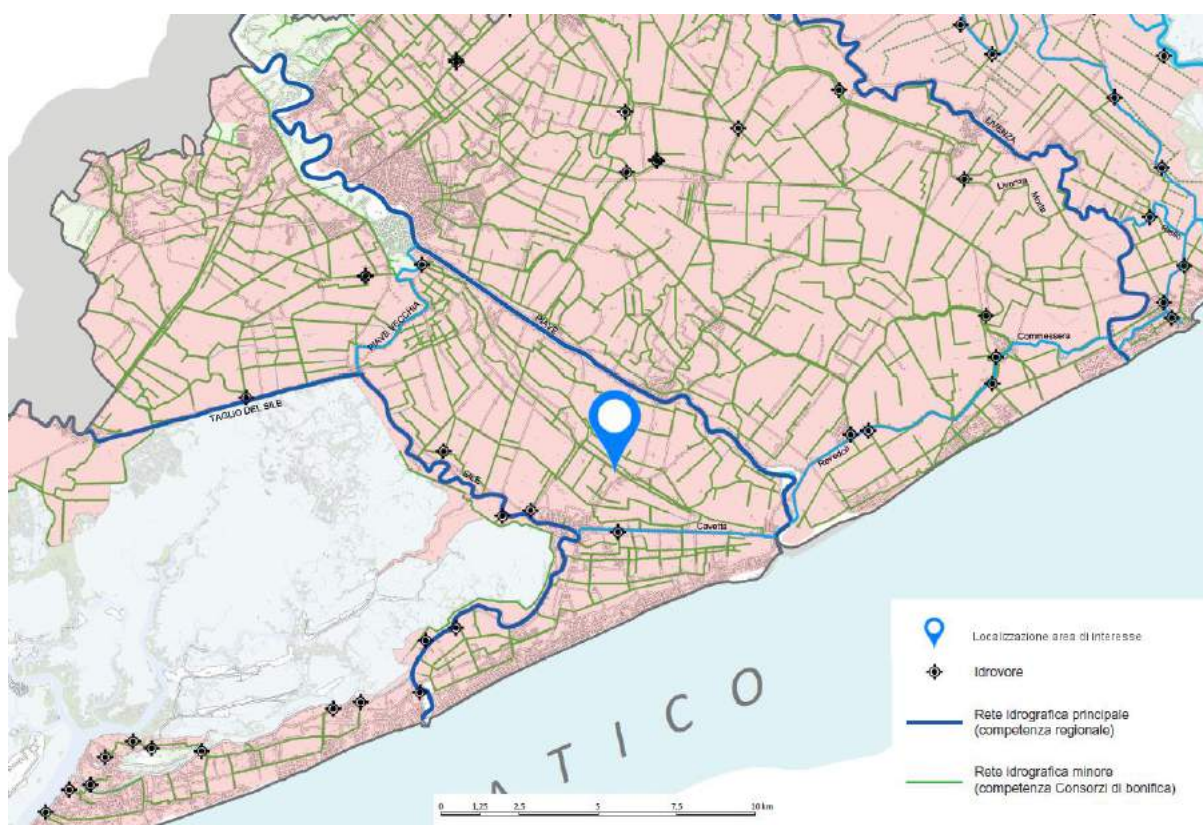 LIVENZA
Livenza
Morta
Riello
PIAVE VECCHIA
PIAVE
Commessera
TAGLIO DEL SILE
Revedoli
SILE
Cavetta
ATICO
Localizzazione area di interesse
Idrovore
Rete idrografica principale
(competenza regionale)
Rete idrografica minore
(competenza Consorzi di bonifica)
0 1,25 2,5 5 7,5 10 km